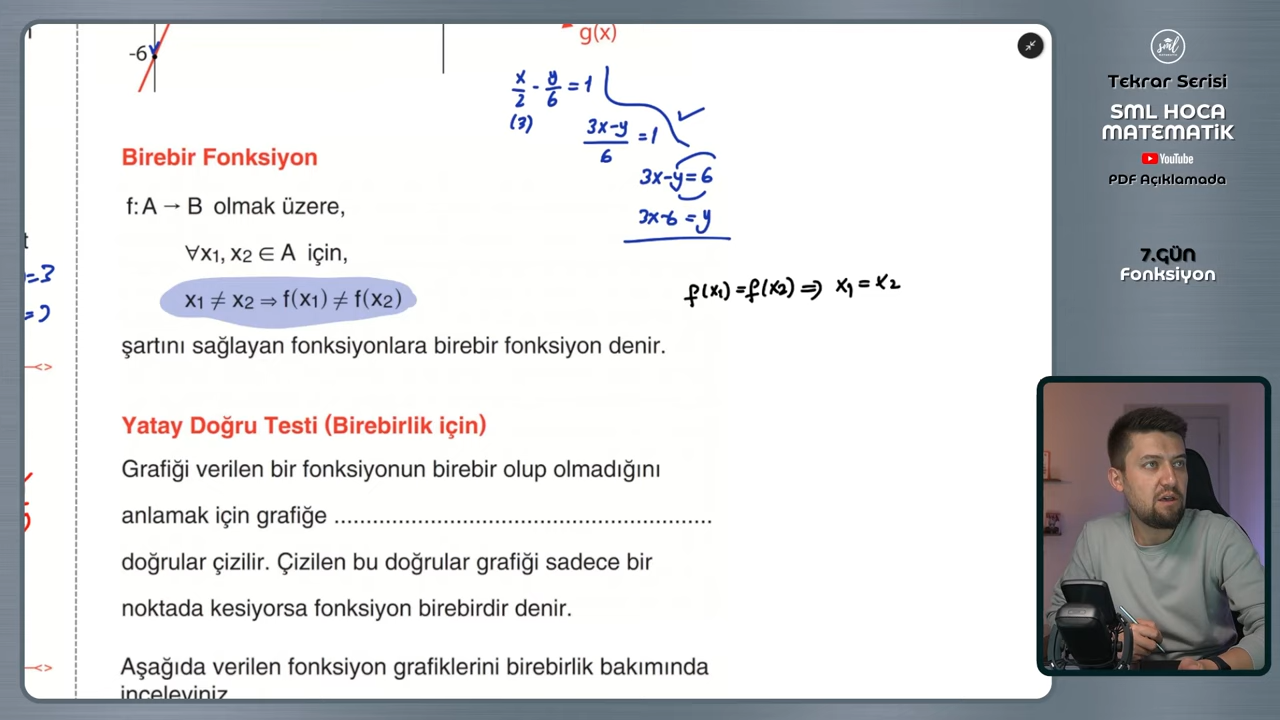 -6
g(x)
x/2 - y/6 = 1
(3)
3x-y/6 = 1
3x-y=6
3x-6=y
Birebir Fonksiyon
f: A → B olmak üzere,
∀x1, x2 ∈ A için,
x1 ≠ x2 ⇒ f(x1) ≠ f(x2)
f(x1)=f(x2) ⇒ x1 = x2
şartını sağlayan fonksiyonlara birebir fonksiyon denir.
Yatay Doğru Testi (Birebirlik için)
Grafiği verilen bir fonksiyonun birebir olup olmadığını
anlamak için grafiğe ............................................................
doğrular çizilir. Çizilen bu doğrular grafiği sadece bir
noktada kesiyorsa fonksiyon birebirdir denir.
Aşağıda verilen fonksiyon grafiklerini birebirlik bakımında
inceleyiniz
=3
<>
<>
sml
Tekrar Serisi
SML HOCA
MATEMATİK
YouTube
PDF Açıklamada
7.GÜN
Fonksiyon